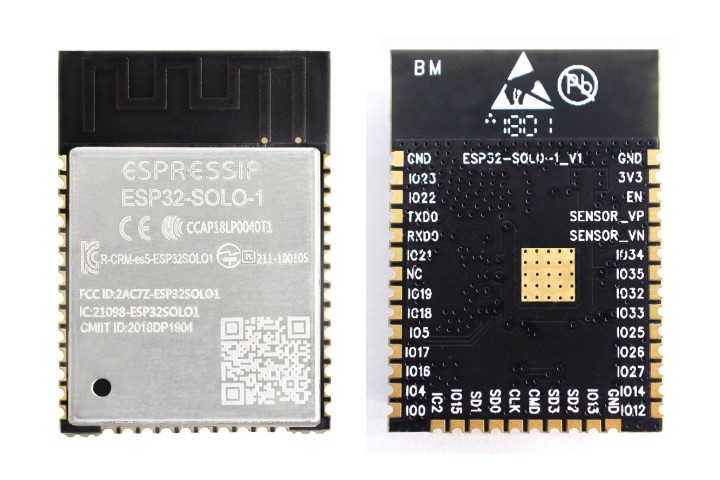 ESPRESSIF
ESP32-SOLO-1
CE CCAP18LP0040T1
R-CRM-es5-ESP32SOLO1 R 211-180105
FCC ID:2AC7Z-ESP32SOLO1
IC:21098-ESP32SOLO1
CMIIT ID:2018DP1904
BM
Pb
1801
ESP32-SOLO-1_V1
GND
IO23
IO22
TXD0
RXD0
IO21
NC
IO19
IO18
IO5
IO17
IO16
IO4
IO0
IC2
IO15
SD1
SD0
CLK
CMD
SD3
SD2
IO13
GND
GND
3V3
EN
SENSOR_VP
SENSOR_VN
IO34
IO35
IO32
IO33
IO25
IO26
IO27
IO14
IO12